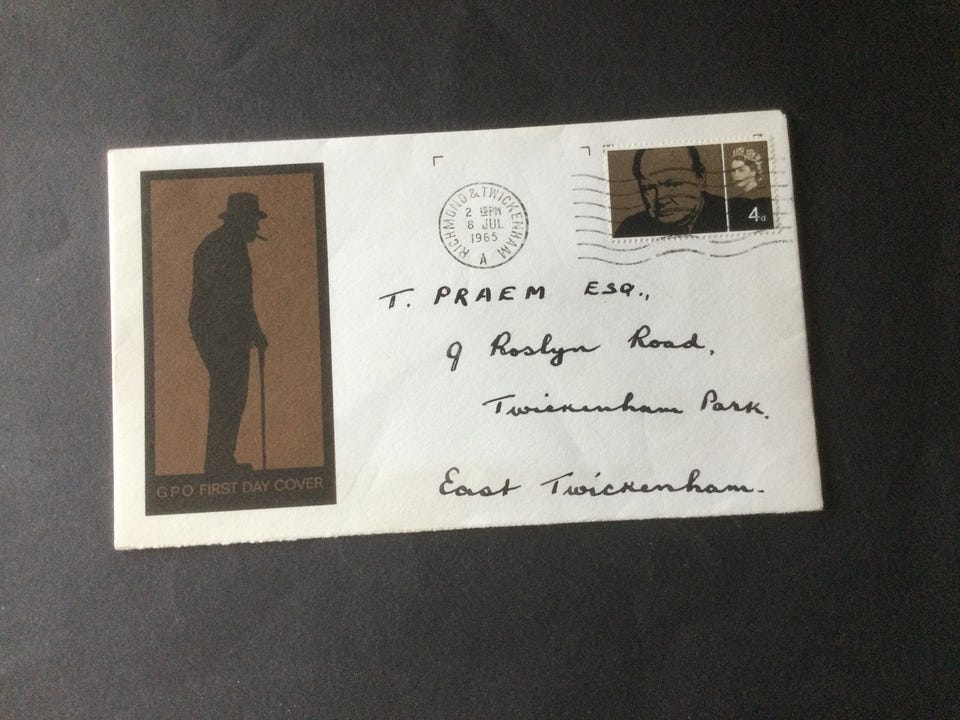 RICHMOND & TWICKENHAM
2 15PM
8 JUL
1965
A
4d
T. PRAEM ESQ.,
9 Roslyn Road,
Twickenham Park.
East Twickenham.
GPO FIRST DAY COVER